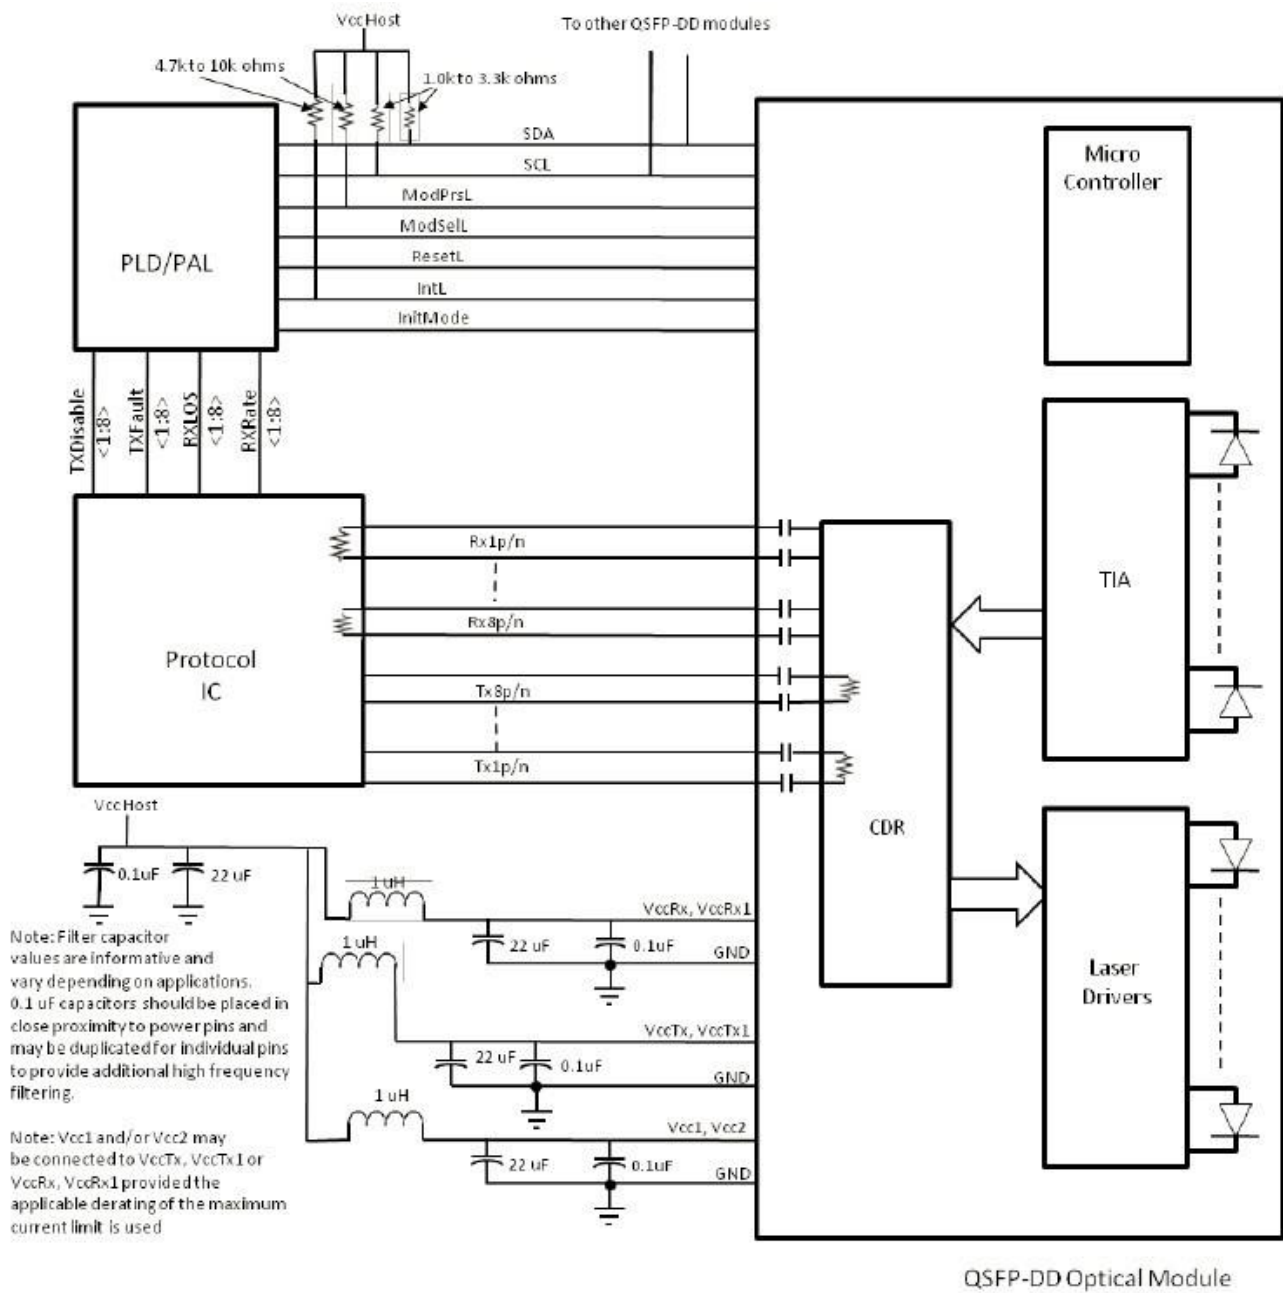 VccHost
To other QSFP-DD modules
4.7k to 10k ohms
1.0k to 3.3k ohms
SDA
SCL
ModPrsL
ModSelL
ResetL
IntL
InitMode
PLD/PAL
Micro
Controller
TXDisable
<1:8>
TXFault
<1:8>
RXLOS
<1:8>
RXRate
<1:8>
Rx1p/n
Rx8p/n
Tx8p/n
Tx1p/n
Protocol
IC
TIA
CDR
Laser
Drivers
VccHost
0.1uF
22 uF
1 uH
VccRx, VccRx1
22 uF
0.1uF
GND
1 uH
VccTx, VccTx1
22 uF
0.1uF
GND
1 uH
Vcc1, Vcc2
22 uF
0.1uF
GND
Note: Filter capacitor
values are informative and
vary depending on applications.
0.1 uF capacitors should be placed in
close proximity to power pins and
may be duplicated for individual pins
to provide additional high frequency
filtering.
Note: Vcc1 and/or Vcc2 may
be connected to VccTx, VccTx1 or
VccRx, VccRx1 provided the
applicable derating of the maximum
current limit is used
QSFP-DD Optical Module